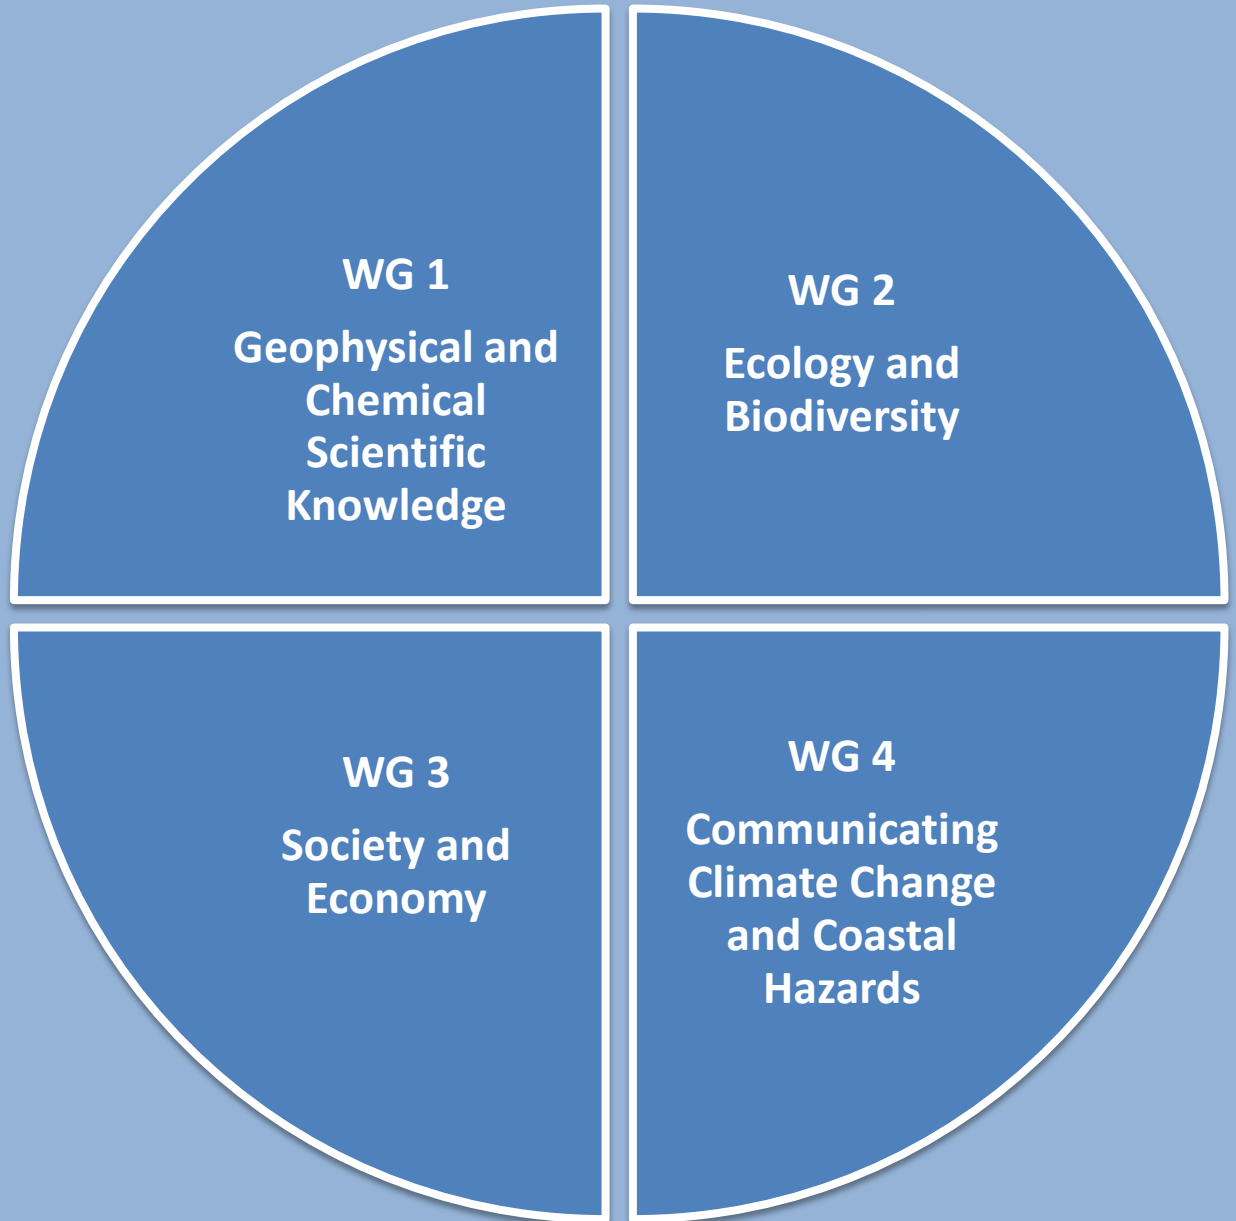 WG 1
Geophysical and
Chemical
Scientific
Knowledge
WG 2
Ecology and
Biodiversity
WG 3
Society and
Economy
WG 4
Communicating
Climate Change
and Coastal
Hazards